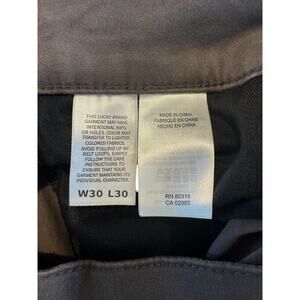 THIS LUCKY BRAND
GARMENT MAY HAVE
INTENTIONAL RIPS
OR HOLES. COLOR MAY
TRANSFER TO LIGHTER
COLORED FABRICS.
AVOID PULLING UP BY
BELT LOOPS, SIMPLY
FOLLOW THE CARE
INSTRUCTIONS TO
ENSURE THAT YOUR
GARMENT MAINTAINS ITS
INDIVIDUAL CHARACTER.
W30 L30
MADE IN CHINA
FABRIQUÉ EN CHINE
HECHO EN CHINA
RN 80318
CA 02985